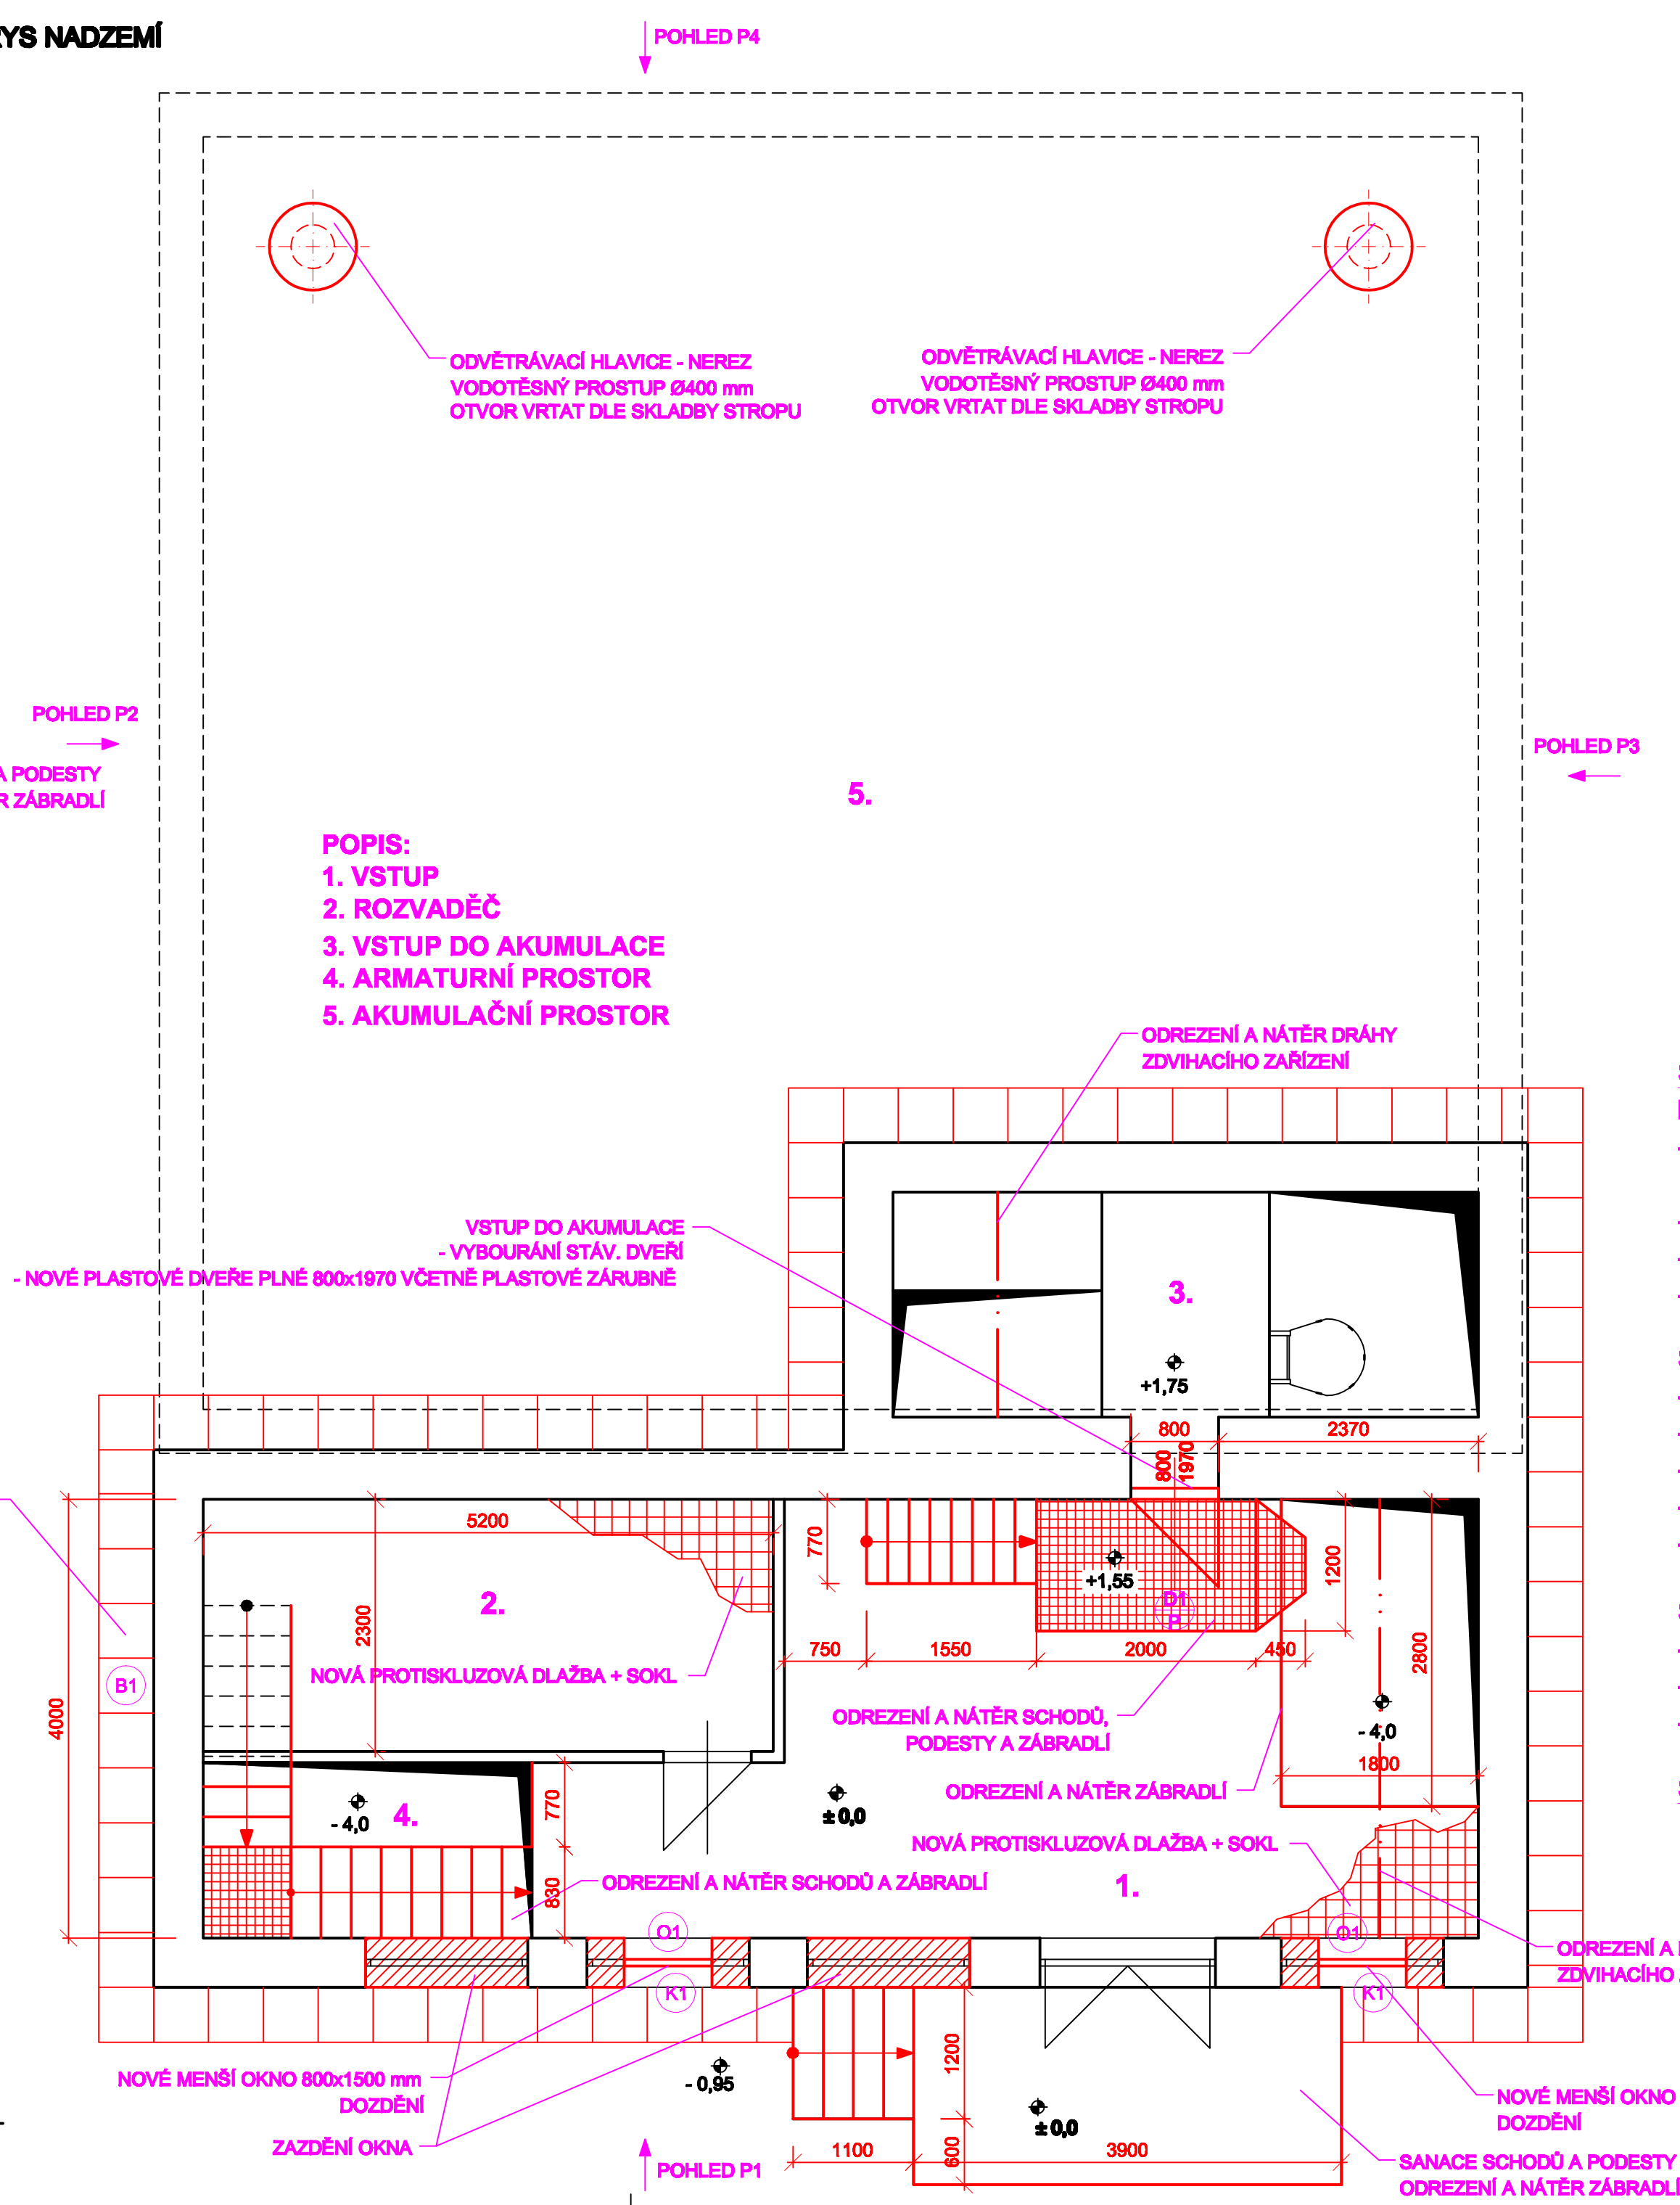 RYS NADZEMÍ
POHLED P4
ODVĚTRÁVACÍ HLAVICE - NEREZ
VODOTĚSNÝ PROSTUP Ø400 mm
OTVOR VRTAT DLE SKLADBY STROPU
ODVĚTRÁVACÍ HLAVICE - NEREZ
VODOTĚSNÝ PROSTUP Ø400 mm
OTVOR VRTAT DLE SKLADBY STROPU
POHLED P2
A PODESTY
R ZÁBRADLÍ
POHLED P3
5.
POPIS:
1. VSTUP
2. ROZVADĚČ
3. VSTUP DO AKUMULACE
4. ARMATURNÍ PROSTOR
5. AKUMULAČNÍ PROSTOR
ODREZENÍ A NÁTĚR DRÁHY
ZDVIHACÍHO ZAŘÍZENÍ
VSTUP DO AKUMULACE
- VYBOURÁNÍ STÁV. DVEŘÍ
- NOVÉ PLASTOVÉ DVEŘE PLNÉ 800x1970 VČETNĚ PLASTOVÉ ZÁRUBNĚ
3.
+1,75
800
2370
800
1970
5200
770
+1,55
D1
P
1200
2.
2300
750
1550
2000
450
2800
NOVÁ PROTISKLUZOVÁ DLAŽBA + SOKL
B1
4000
ODREZENÍ A NÁTĚR SCHODŮ,
PODESTY A ZÁBRADLÍ
- 4,0
1800
ODREZENÍ A NÁTĚR ZÁBRADLÍ
- 4,0
4.
770
± 0,0
NOVÁ PROTISKLUZOVÁ DLAŽBA + SOKL
ODREZENÍ A NÁTĚR SCHODŮ A ZÁBRADLÍ
830
1.
O1
O1
ODREZENÍ A
ZDVIHACÍHO
K1
K1
NOVÉ MENŠÍ OKNO 800x1500 mm
DOZDĚNÍ
- 0,95
1200
± 0,0
NOVÉ MENŠÍ OKNO
DOZDĚNÍ
ZAZDĚNÍ OKNA
1100
600
3900
POHLED P1
SANACE SCHODŮ A PODESTY
ODREZENÍ A NÁTĚR ZÁBRADLÍ